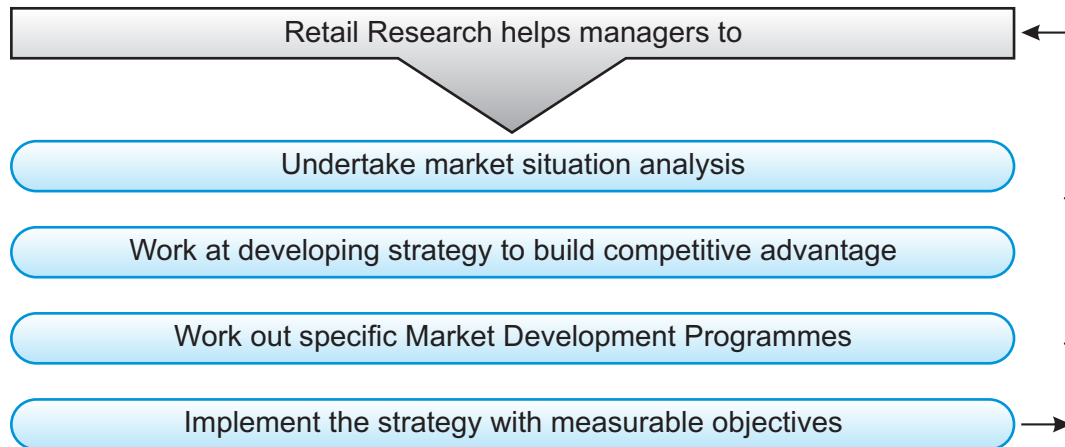 Retail Research helps managers to
Undertake market situation analysis
Work at developing strategy to build competitive advantage
Work out specific Market Development Programmes
Implement the strategy with measurable objectives